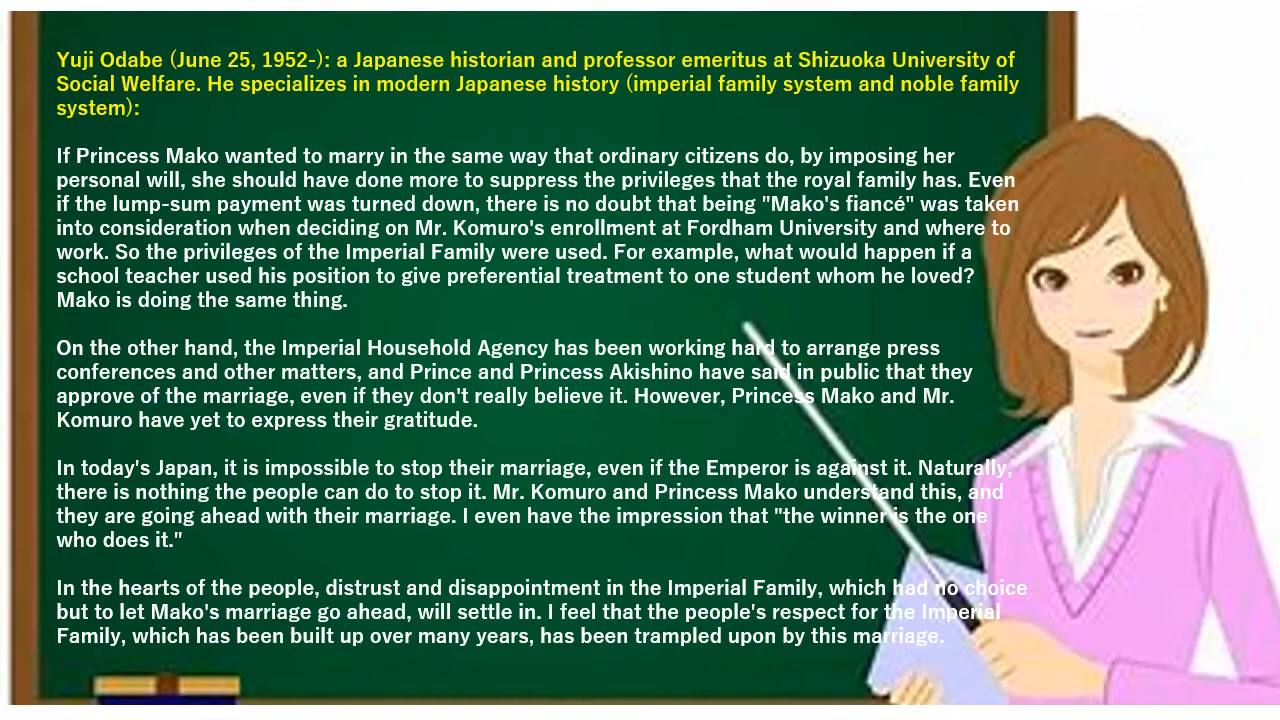 Yuji Odabe (June 25, 1952-): a Japanese historian and professor emeritus at Shizuoka University of
Social Welfare. He specializes in modern Japanese history (imperial family system and noble family
system):
If Princess Mako wanted to marry in the same way that ordinary citizens do, by imposing her
personal will, she should have done more to suppress the privileges that the royal family has. Even
if the lump-sum payment was turned down, there is no doubt that being "Mako's fiancé" was taken
into consideration when deciding on Mr. Komuro's enrollment at Fordham University and where to
work. So the privileges of the Imperial Family were used. For example, what would happen if a
school teacher used his position to give preferential treatment to one student whom he loved?
Mako is doing the same thing.
On the other hand, the Imperial Household Agency has been working hard to arrange press
conferences and other matters, and Prince and Princess Akishino have said in public that they
approve of the marriage, even if they don't really believe it. However, Princess Mako and Mr.
Komuro have yet to express their gratitude.
In today's Japan, it is impossible to stop their marriage, even if the Emperor is against it. Naturally,
there is nothing the people can do to stop it. Mr. Komuro and Princess Mako understand this, and
they are going ahead with their marriage. I even have the impression that "the winner is the one
who does it."
In the hearts of the people, distrust and disappointment in the Imperial Family, which had no choice
but to let Mako's marriage go ahead, will settle in. I feel that the people's respect for the Imperial
Family, which has been built up over many years, has been trampled upon by this marriage.